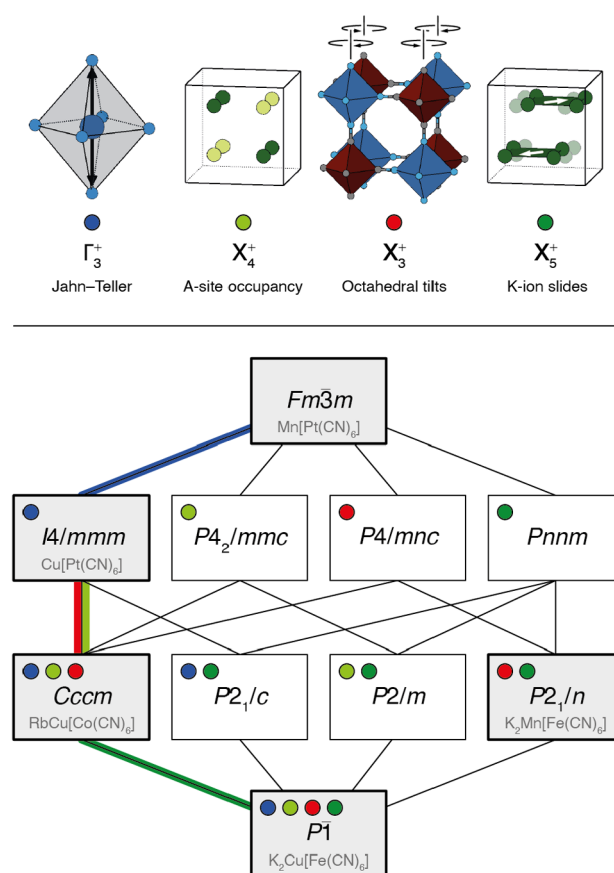 Γ₃⁺ X₄⁺ X₃⁺ X₅⁺
Jahn–Teller A-site occupancy Octahedral tilts K-ion slides
Fm3̅m
Mn[Pt(CN)₆]
I4/mmm P4₂/mmc P4/mnc Pnnm
Cu[Pt(CN)₆]
Cccm P2₁/c P2/m P2₁/n
RbCu[Co(CN)₆] K₂Mn[Fe(CN)₆]
P1̅
K₂Cu[Fe(CN)₆]